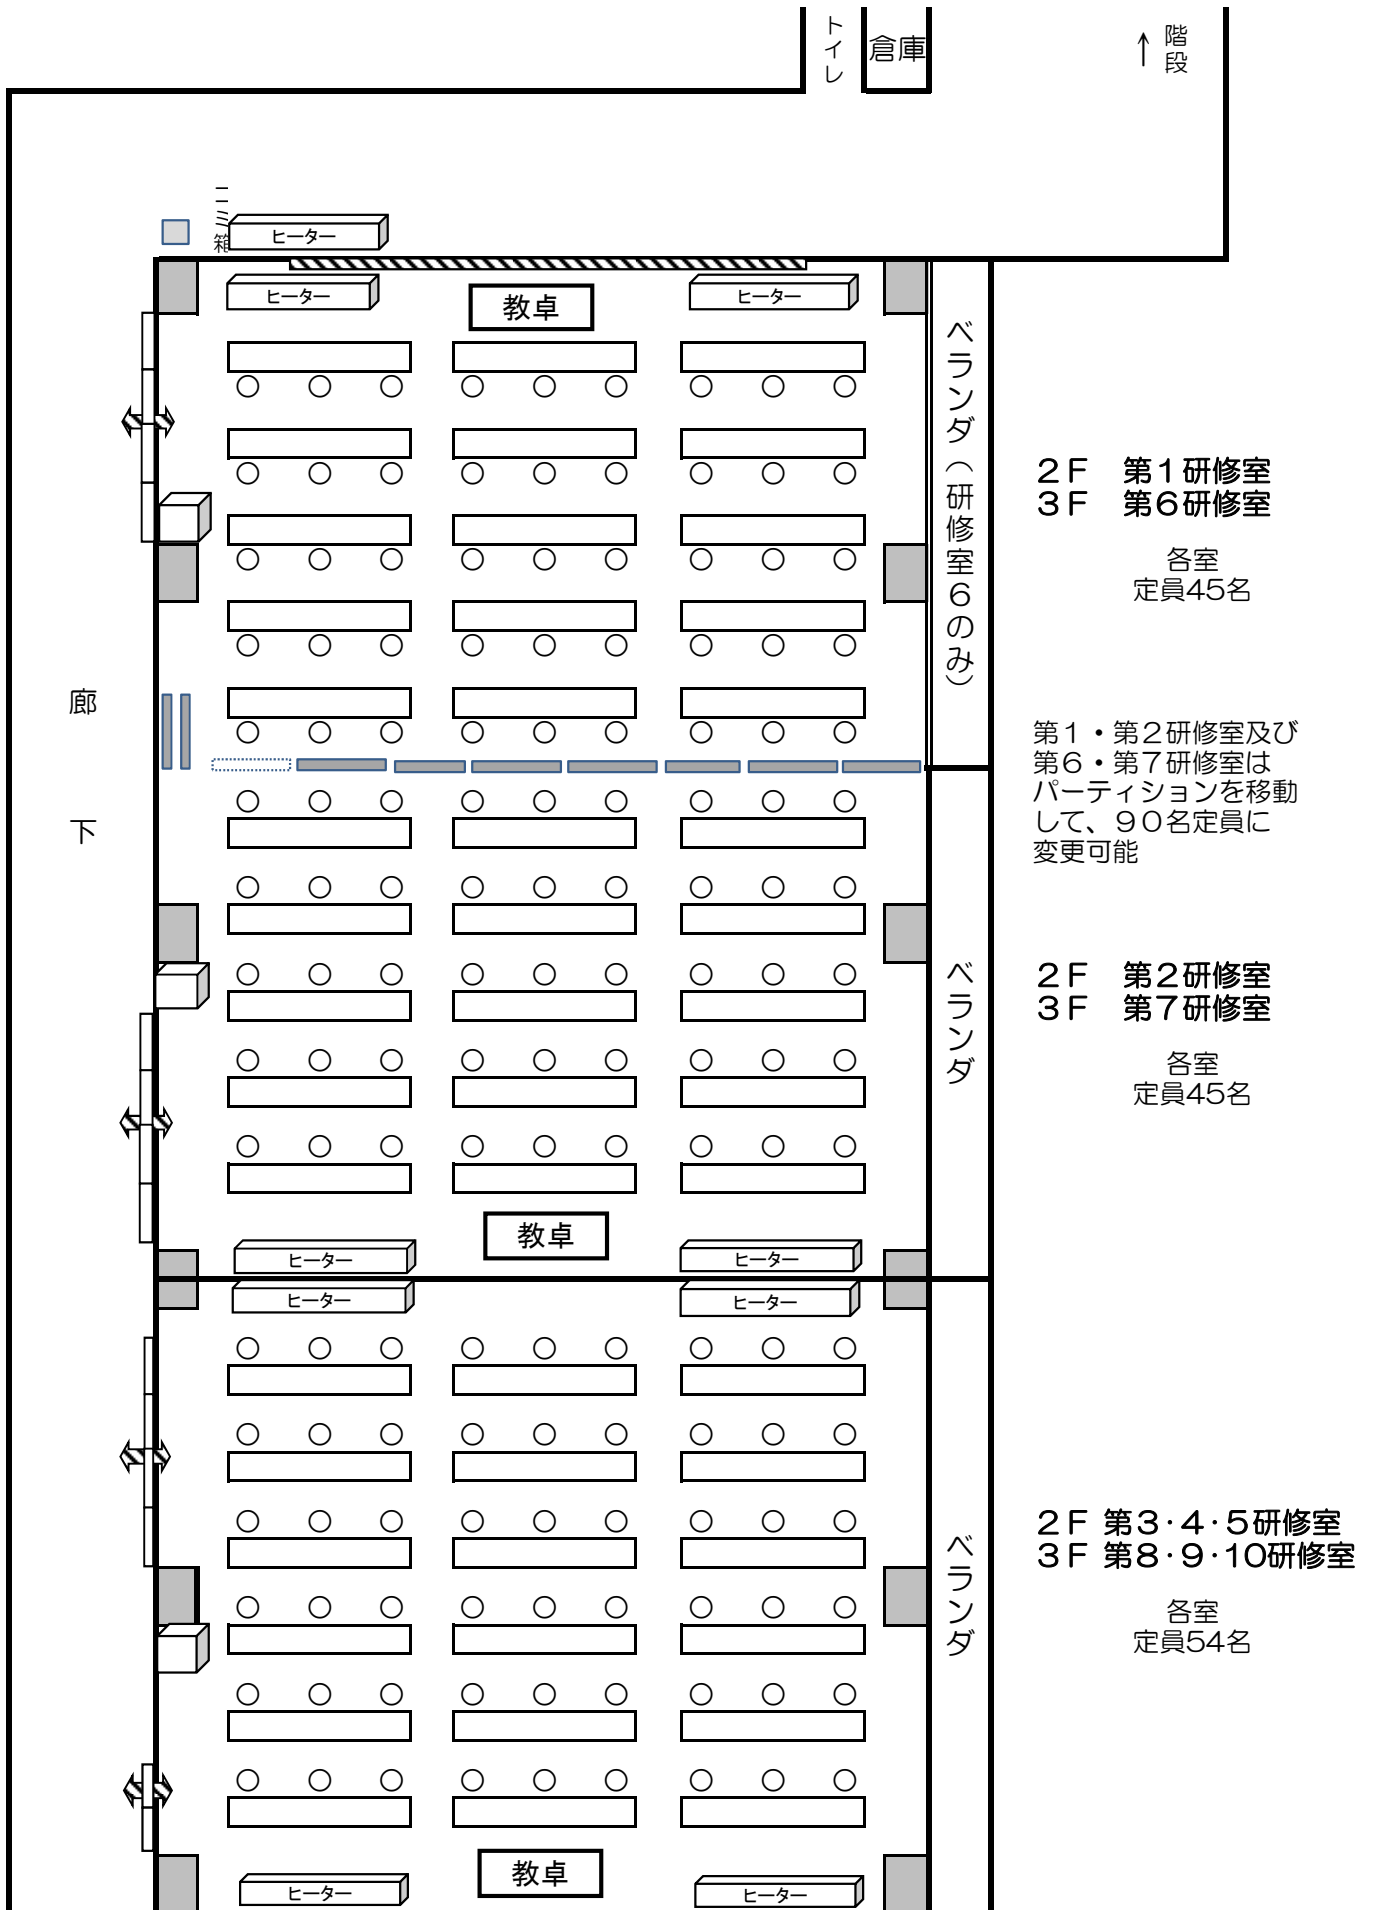 トイレ
倉庫
↑ 階段
ミ箱
ヒーター
ヒーター
教卓
ヒーター
ベランダ（研修室６のみ）
２Ｆ　第１研修室
３Ｆ　第６研修室
各室
定員45名
廊下
第１・第２研修室及び
第６・第７研修室は
パーティションを移動
して、９０名定員に
変更可能
ベランダ
２Ｆ　第２研修室
３Ｆ　第７研修室
各室
定員45名
教卓
ヒーター
ヒーター
ヒーター
ヒーター
ベランダ
２Ｆ 第３・４・５研修室
３Ｆ 第８・９・10研修室
各室
定員54名
教卓
ヒーター
ヒーター